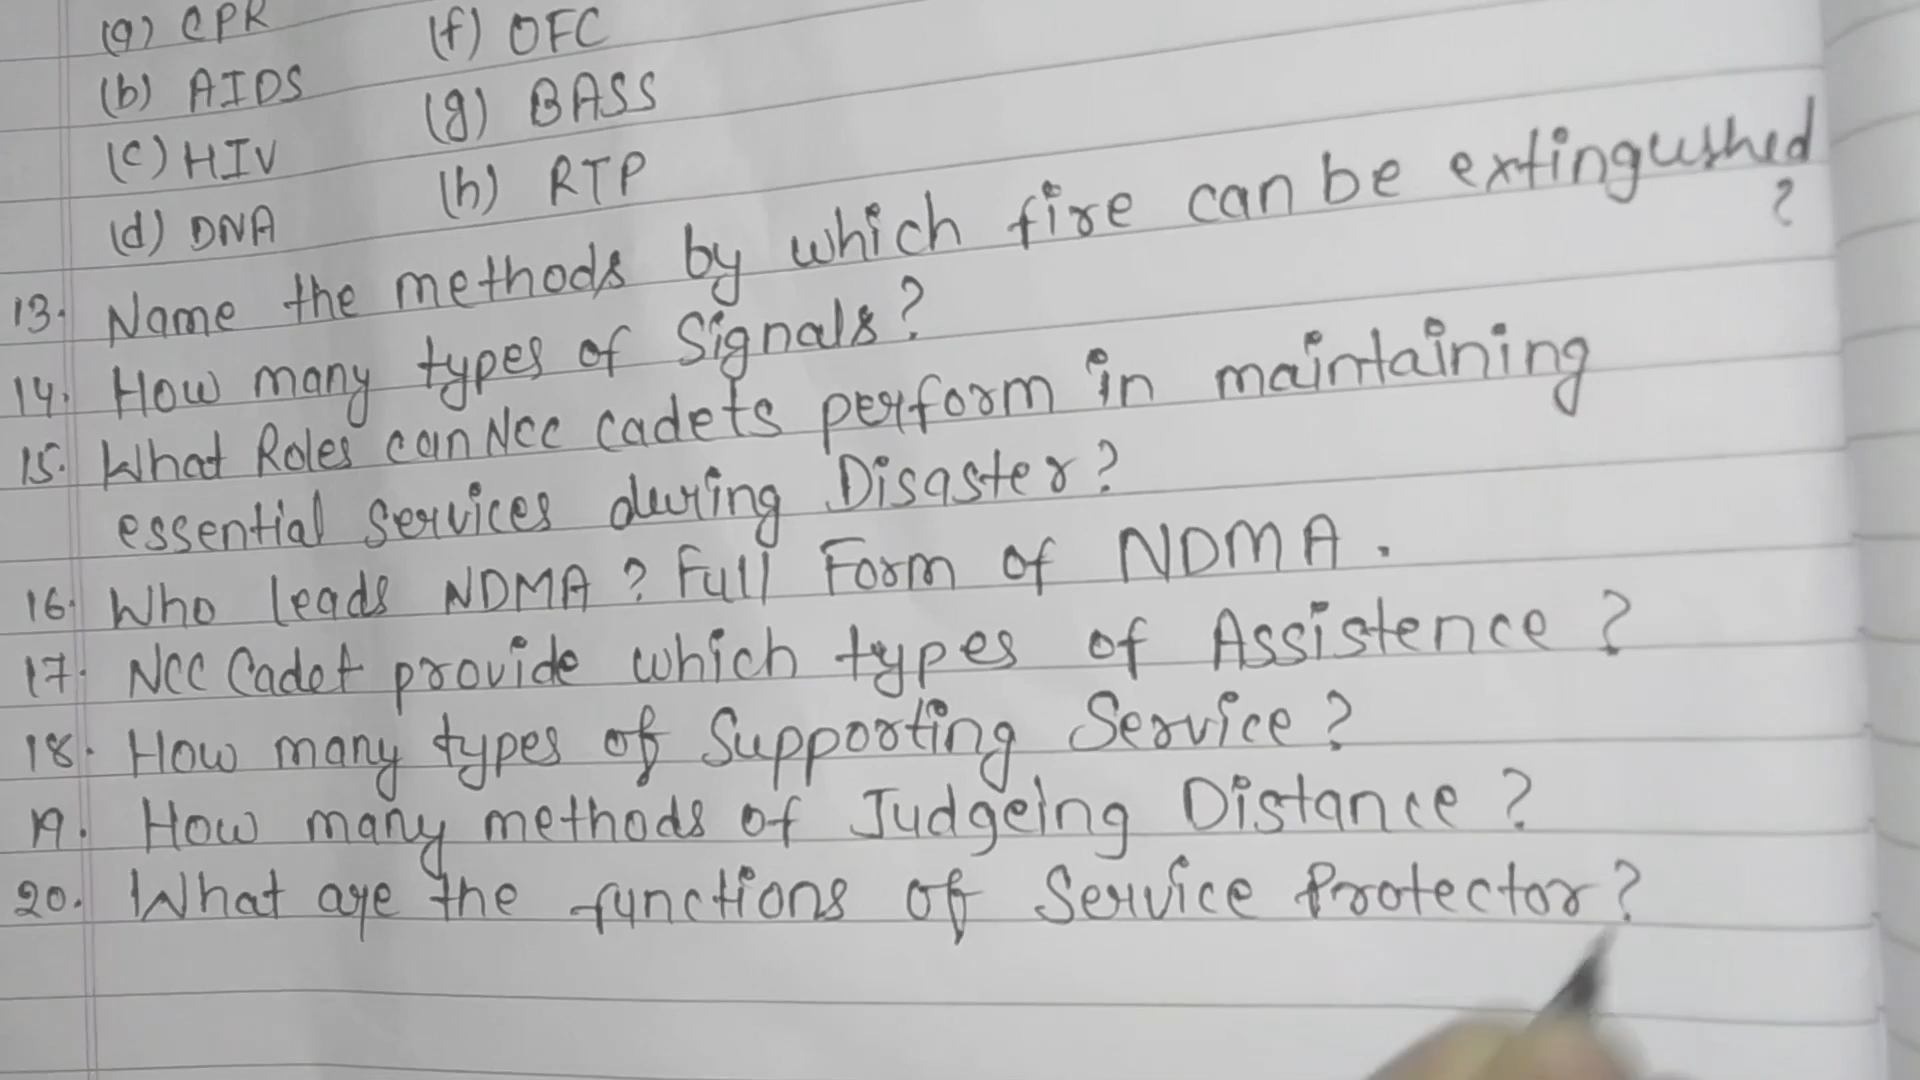 (a) CPR (f) OFC
(b) AIDS (g) BASS
(c) HIV (h) RTP
(d) DNA
13. Name the methods by which fire can be extingushed
?
14. How many types of Signals?
15. What Roles can NCC cadets perform in maintaining
essential services during Disaster?
16. Who leads NDMA? Full Form of NDMA.
17. NCC Cadet provide which types of Assistence?
18. How many types of Supporting Service?
19. How many methods of Judgeing Distance?
20. What are the functions of Service Protector?